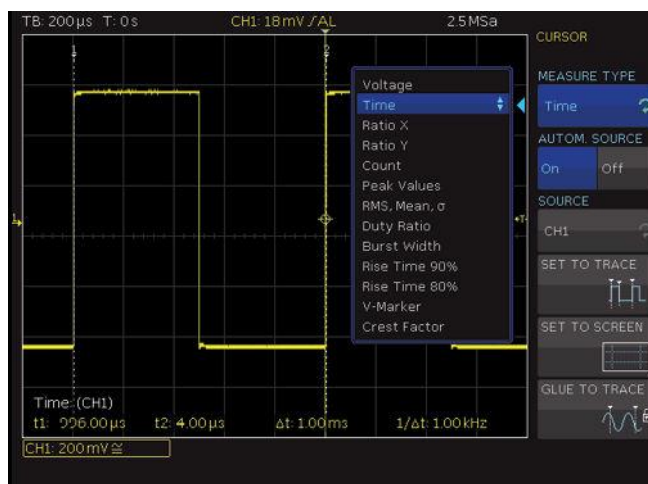 TB: 200µs T: 0s CH1: 18mV / AL 2.5MSa
CURSOR
1
2
MEASURE TYPE
Time
AUTOM. SOURCE
On Off
SOURCE
CH1
SET TO TRACE
SET TO SCREEN
GLUE TO TRACE
Voltage
Time
Ratio X
Ratio Y
Count
Peak Values
RMS, Mean, σ
Duty Ratio
Burst Width
Rise Time 90%
Rise Time 80%
V-Marker
Crest Factor
1
T
Time: (CH1)
t1: 996.00µs t2: 4.00µs Δt: 1.00ms 1/Δt: 1.00kHz
CH1: 200mV ≅